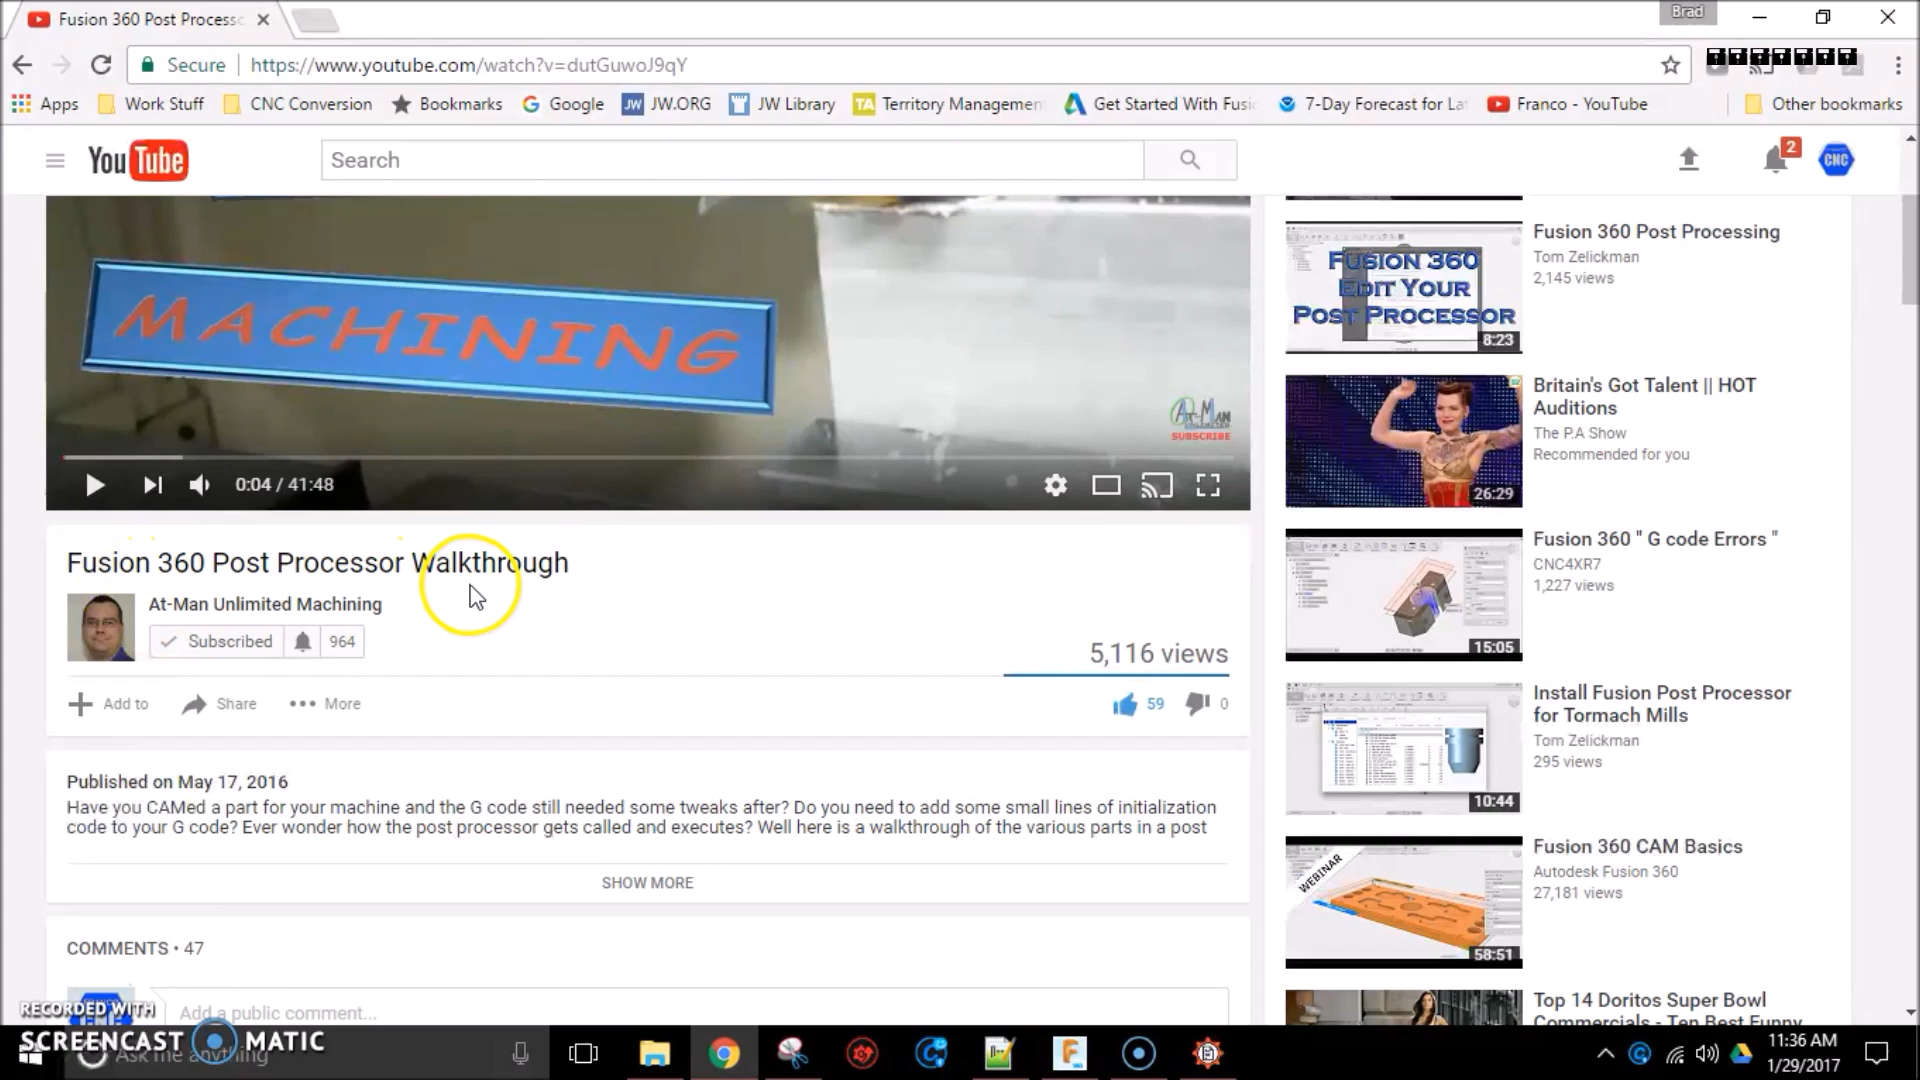 Fusion 360 Post Process
Brad
Secure
https://www.youtube.com/watch?v=dutGuwoJ9qY
Apps
Work Stuff
CNC Conversion
Bookmarks
Google
JW JW.ORG
JW Library
TA Territory Management
Get Started With Fusi
7-Day Forecast for Lat
Franco - YouTube
Other bookmarks
YouTube
Search
2
CNC
MACHINING
AT-MAN
SUBSCRIBE
0:04 / 41:48
Fusion 360 Post Processor Walkthrough
At-Man Unlimited Machining
Subscribed
964
5,116 views
Add to
Share
More
59
0
Published on May 17, 2016
Have you CAMed a part for your machine and the G code still needed some tweaks after? Do you need to add some small lines of initialization
code to your G code? Ever wonder how the post processor gets called and executes? Well here is a walkthrough of the various parts in a post
SHOW MORE
COMMENTS • 47
Add a public comment...
FUSION 360
EDIT YOUR
POST PROCESSOR
8:23
Fusion 360 Post Processing
Tom Zelickman
2,145 views
26:29
Britain's Got Talent || HOT
Auditions
The P.A Show
Recommended for you
15:05
Fusion 360 " G code Errors "
CNC4XR7
1,227 views
10:44
Install Fusion Post Processor
for Tormach Mills
Tom Zelickman
295 views
WEBINAR
58:51
Fusion 360 CAM Basics
Autodesk Fusion 360
27,181 views
Top 14 Doritos Super Bowl
Commercials - Ten Best Funny
RECORDED WITH
SCREENCAST MATIC
Ask me anything
11:36 AM
1/29/2017